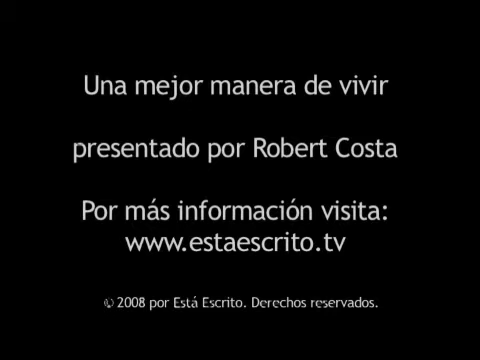 Una mejor manera de vivir
presentado por Robert Costa
Por más información visita:
www.estaescrito.tv
© 2008 por Está Escrito. Derechos reservados.